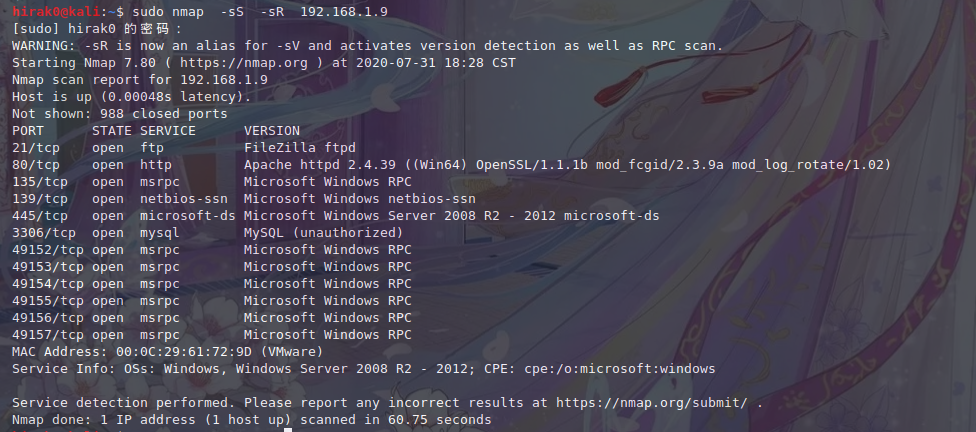 hirak0@kali:~$ sudo nmap  -sS  -sR  192.168.1.9
[sudo] hirak0 的密码：
WARNING: -sR is now an alias for -sV and activates version detection as well as RPC scan.
Starting Nmap 7.80 ( https://nmap.org ) at 2020-07-31 18:28 CST
Nmap scan report for 192.168.1.9
Host is up (0.00048s latency).
Not shown: 988 closed ports
PORT      STATE SERVICE      VERSION
21/tcp    open  ftp          FileZilla ftpd
80/tcp    open  http         Apache httpd 2.4.39 ((Win64) OpenSSL/1.1.1b mod_fcgid/2.3.9a mod_log_rotate/1.02)
135/tcp   open  msrpc        Microsoft Windows RPC
139/tcp   open  netbios-ssn  Microsoft Windows netbios-ssn
445/tcp   open  microsoft-ds Microsoft Windows Server 2008 R2 - 2012 microsoft-ds
3306/tcp  open  mysql        MySQL (unauthorized)
49152/tcp open  msrpc        Microsoft Windows RPC
49153/tcp open  msrpc        Microsoft Windows RPC
49154/tcp open  msrpc        Microsoft Windows RPC
49155/tcp open  msrpc        Microsoft Windows RPC
49156/tcp open  msrpc        Microsoft Windows RPC
49157/tcp open  msrpc        Microsoft Windows RPC
MAC Address: 00:0C:29:61:72:9D (VMware)
Service Info: OSs: Windows, Windows Server 2008 R2 - 2012; CPE: cpe:/o:microsoft:windows

Service detection performed. Please report any incorrect results at https://nmap.org/submit/ .
Nmap done: 1 IP address (1 host up) scanned in 60.75 seconds